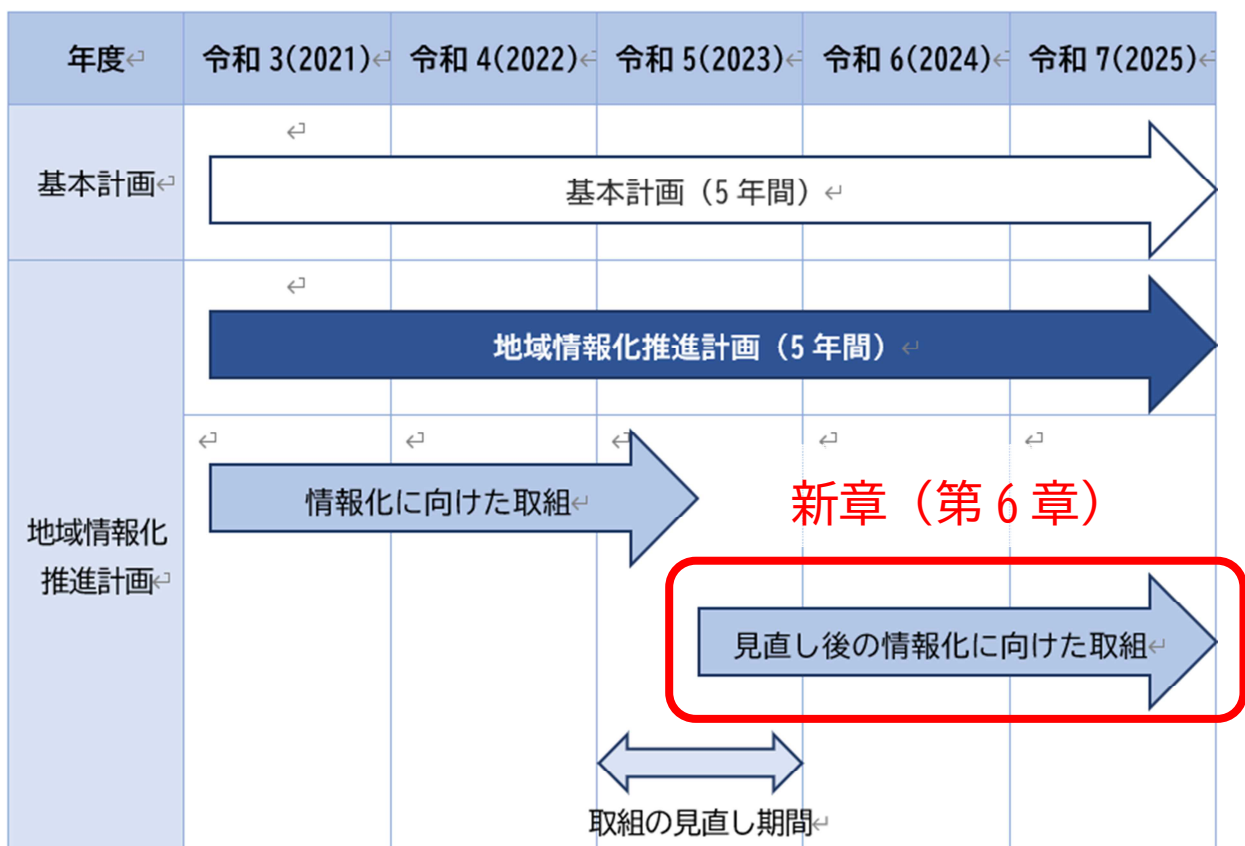 年度 令和 3(2021) 令和 4(2022) 令和 5(2023) 令和 6(2024) 令和 7(2025)
基本計画
基本計画（5 年間）
地域情報化推進計画（5 年間）
地域情報化
推進計画
情報化に向けた取組
新章（第 6 章）
見直し後の情報化に向けた取組
取組の見直し期間